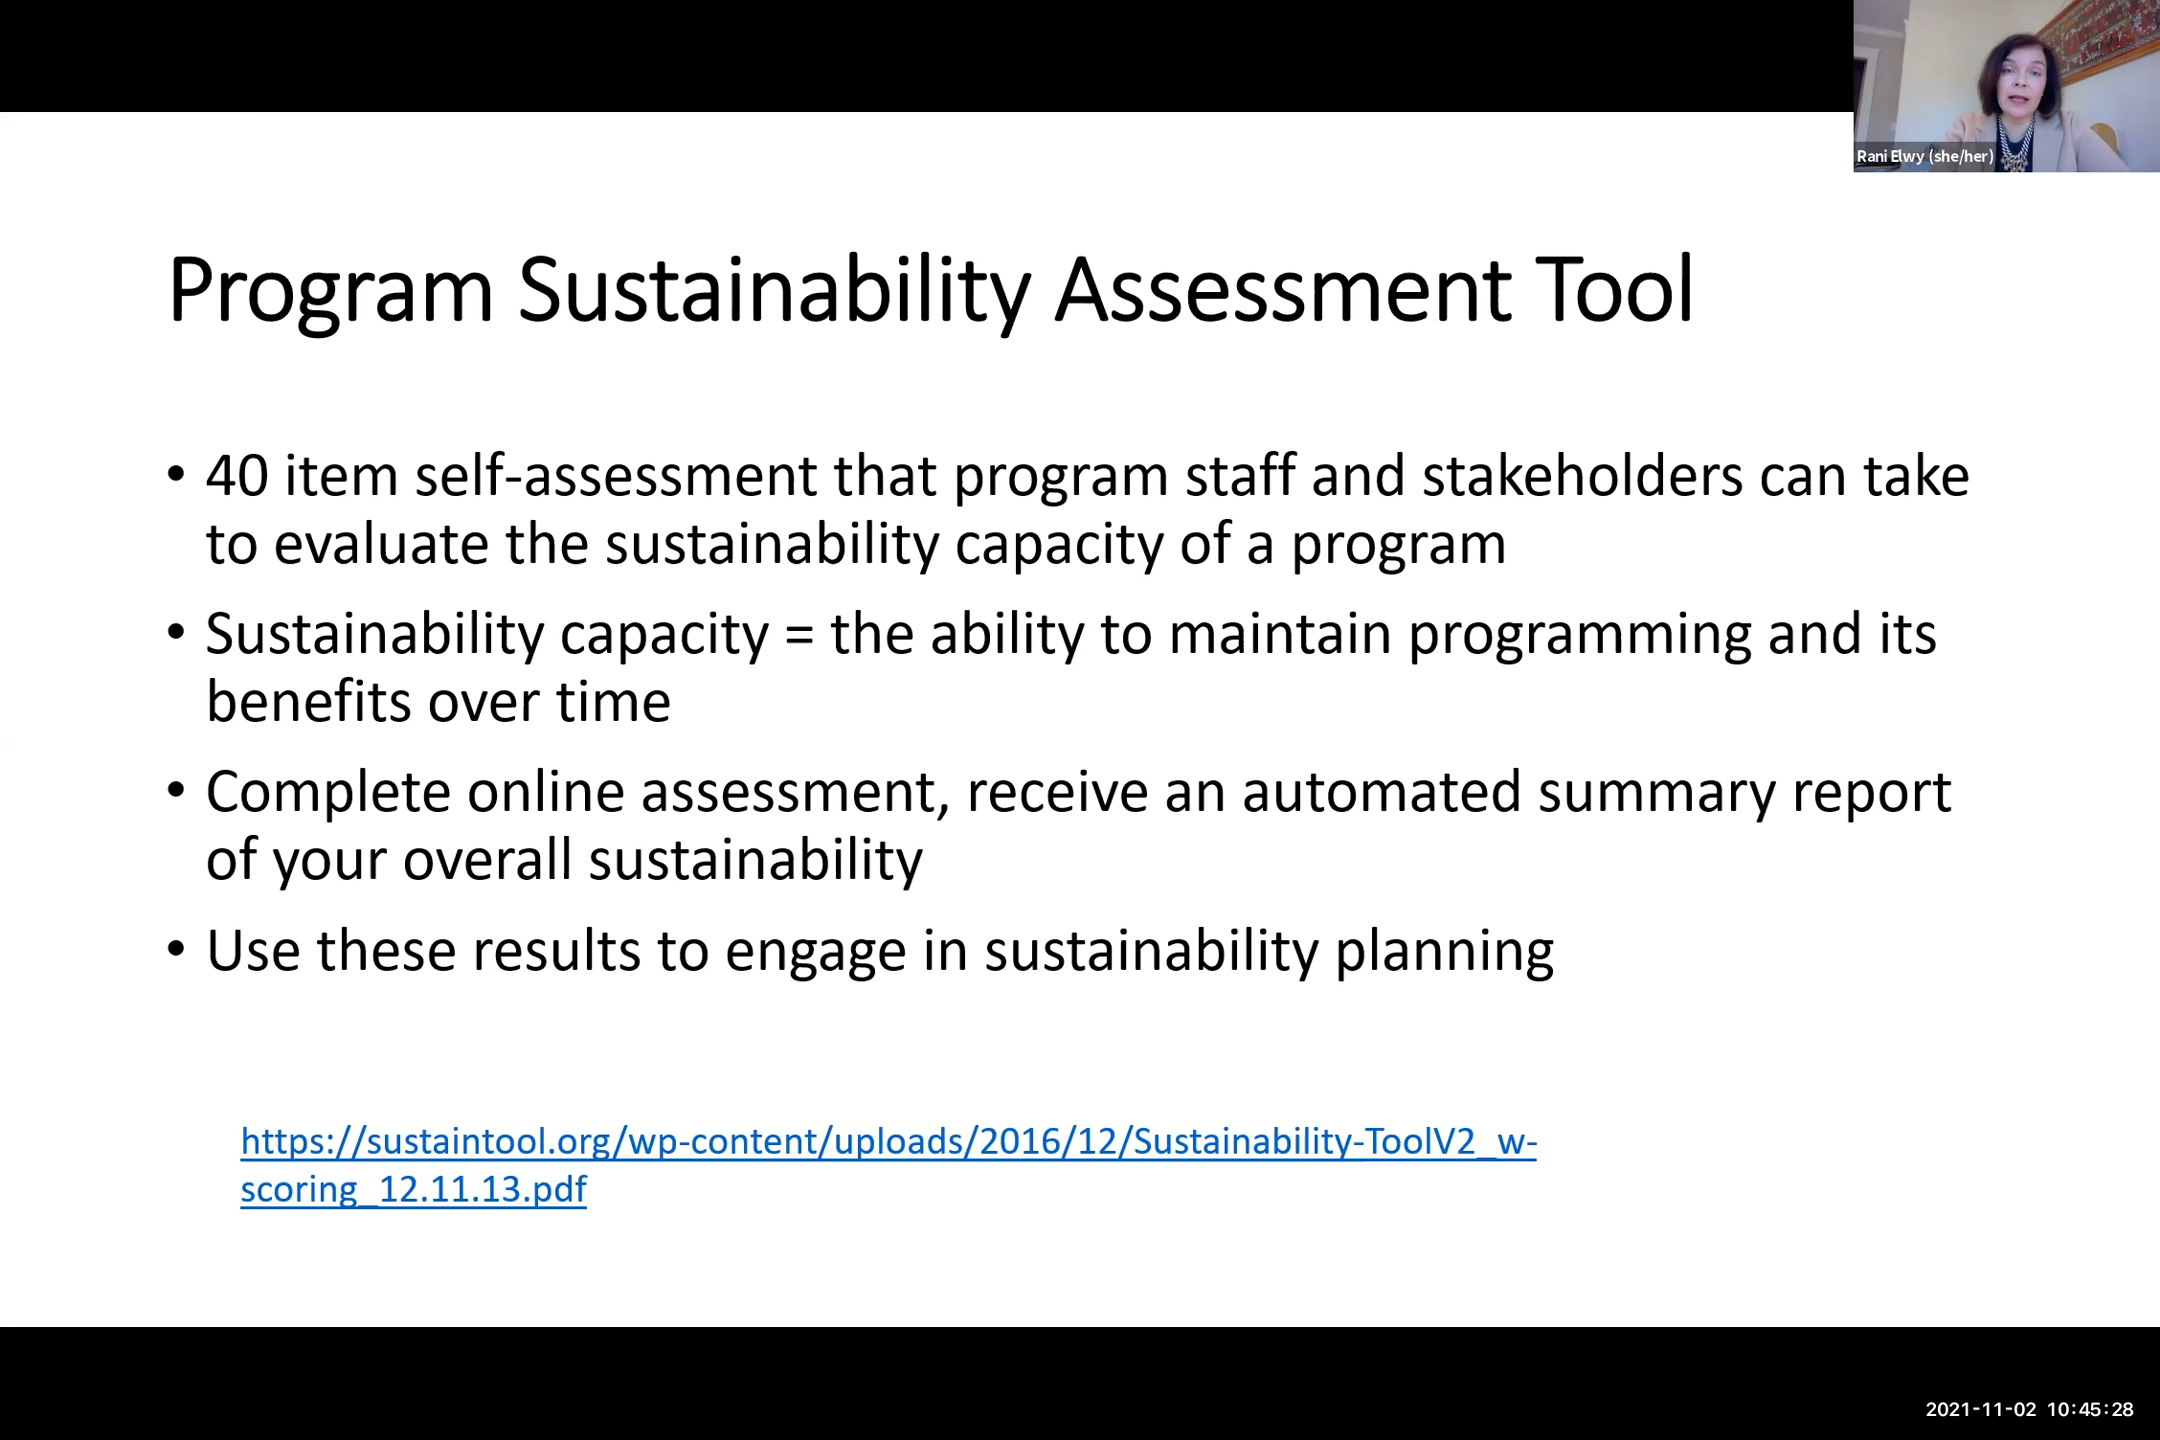 Rani Elwy (she/her)
Program Sustainability Assessment Tool
• 40 item self-assessment that program staff and stakeholders can take
to evaluate the sustainability capacity of a program
• Sustainability capacity = the ability to maintain programming and its
benefits over time
• Complete online assessment, receive an automated summary report
of your overall sustainability
• Use these results to engage in sustainability planning
https://sustaintool.org/wp-content/uploads/2016/12/Sustainability-ToolV2_w-
scoring_12.11.13.pdf
2021-11-02 10:45:28